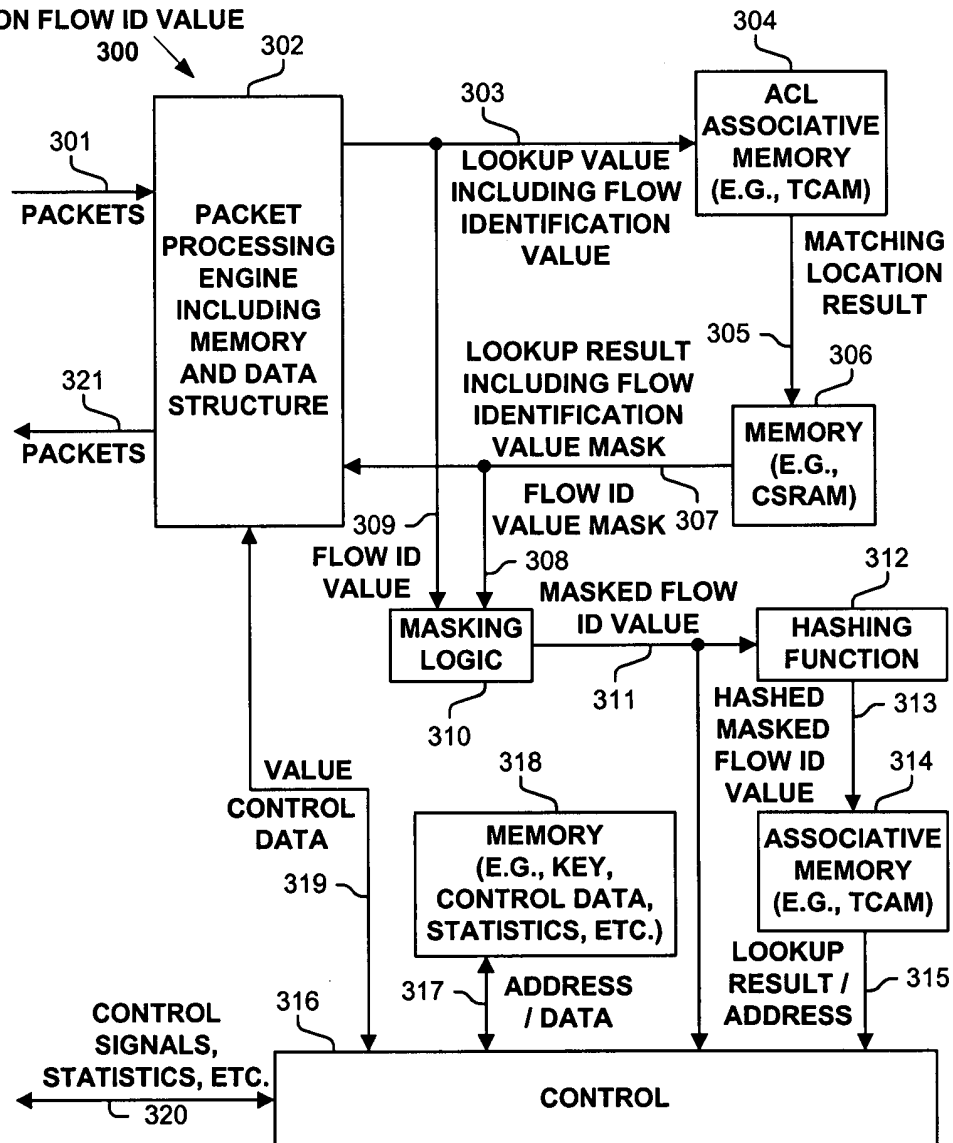 ON FLOW ID VALUE
300
302
304
303
301
PACKETS
PACKET
PROCESSING
ENGINE
INCLUDING
MEMORY
AND DATA
STRUCTURE
321
PACKETS
LOOKUP VALUE
INCLUDING FLOW
IDENTIFICATION
VALUE
ACL
ASSOCIATIVE
MEMORY
(E.G., TCAM)
MATCHING
LOCATION
RESULT
305
306
LOOKUP RESULT
INCLUDING FLOW
IDENTIFICATION
VALUE MASK
MEMORY
(E.G.,
CSRAM)
307
FLOW ID
VALUE MASK
309
FLOW ID
VALUE
308
MASKED FLOW
ID VALUE
312
MASKING
LOGIC
310
311
HASHING
FUNCTION
HASHED
MASKED
FLOW ID
VALUE
313
314
VALUE
CONTROL
DATA
319
318
MEMORY
(E.G., KEY,
CONTROL DATA,
STATISTICS, ETC.)
ASSOCIATIVE
MEMORY
(E.G., TCAM)
317
ADDRESS
/ DATA
LOOKUP
RESULT /
ADDRESS
315
316
CONTROL
SIGNALS,
STATISTICS, ETC.
320
CONTROL